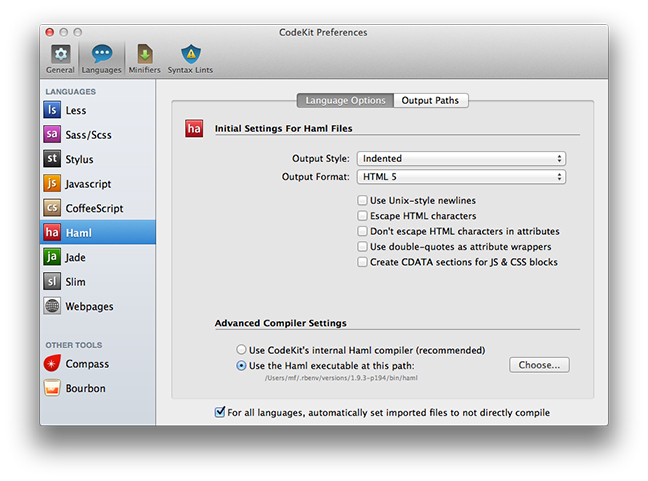 CodeKit Preferences
General Languages Minifiers Syntax Lints
LANGUAGES
ls Less
sa Sass/Scss
st Stylus
js Javascript
cs CoffeeScript
ha Haml
ja Jade
sl Slim
Webpages
OTHER TOOLS
Compass
Bourbon
Language Options Output Paths
ha Initial Settings For Haml Files
Output Style: Indented
Output Format: HTML 5
Use Unix-style newlines
Escape HTML characters
Don't escape HTML characters in attributes
Use double-quotes as attribute wrappers
Create CDATA sections for JS & CSS blocks
Advanced Compiler Settings
Use CodeKit's internal Haml compiler (recommended)
Use the Haml executable at this path: Choose...
/Users/mf/.rbenv/versions/1.9.3-p194/bin/haml
For all languages, automatically set imported files to not directly compile